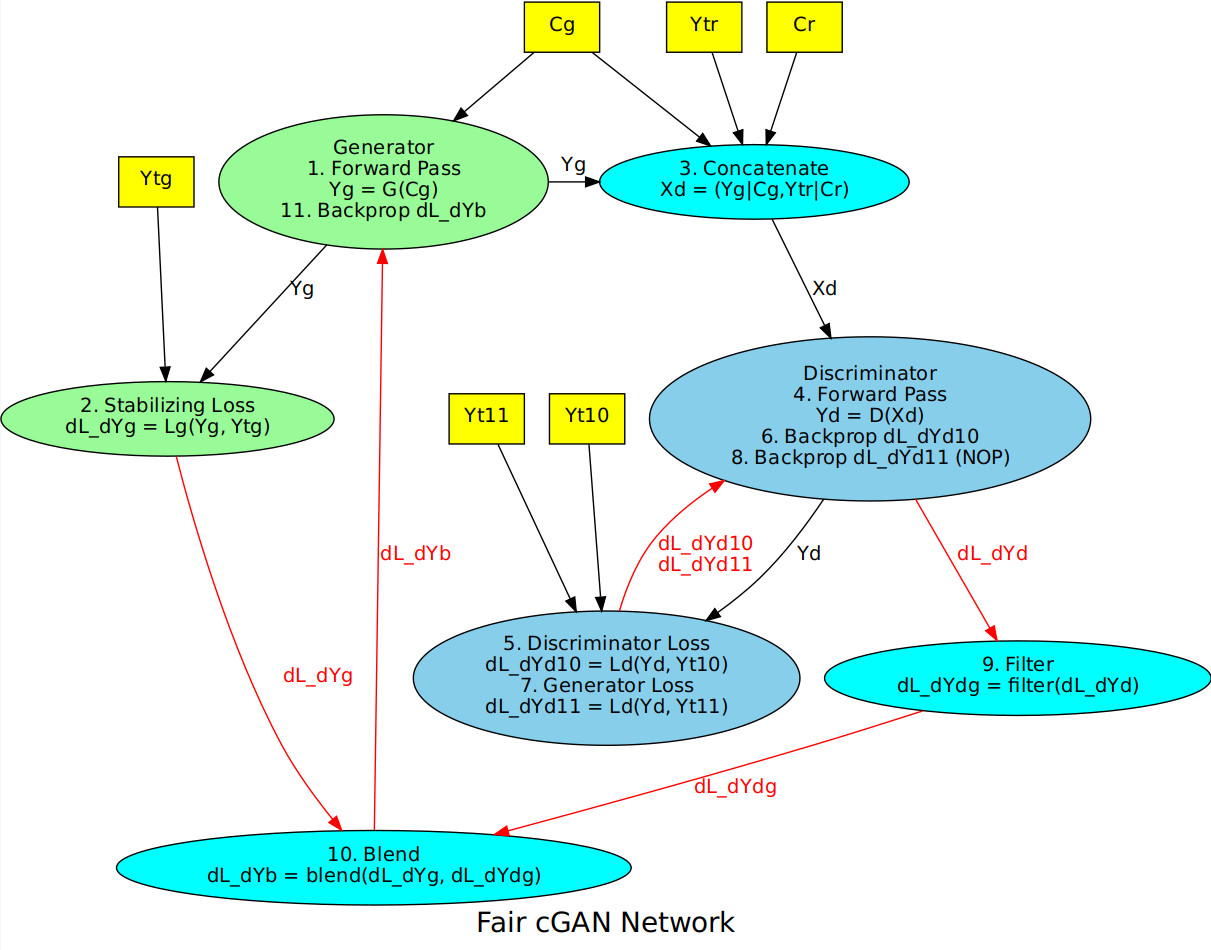 Cg
Ytr
Cr
Ytg
Generator
1. Forward Pass
Yg = G(Cg)
11. Backprop dL_dYb
Yg
3. Concatenate
Xd = (Yg|Cg,Ytr|Cr)
Yg
Xd
2. Stabilizing Loss
dL_dYg = Lg(Yg, Ytg)
Yt11
Yt10
Discriminator
4. Forward Pass
Yd = D(Xd)
6. Backprop dL_dYd10
8. Backprop dL_dYd11 (NOP)
dL_dYb
dL_dYd10
dL_dYd11
Yd
dL_dYd
dL_dYg
5. Discriminator Loss
dL_dYd10 = Ld(Yd, Yt10)
7. Generator Loss
dL_dYd11 = Ld(Yd, Yt11)
9. Filter
dL_dYdg = filter(dL_dYd)
dL_dYdg
10. Blend
dL_dYb = blend(dL_dYg, dL_dYdg)
Fair cGAN Network